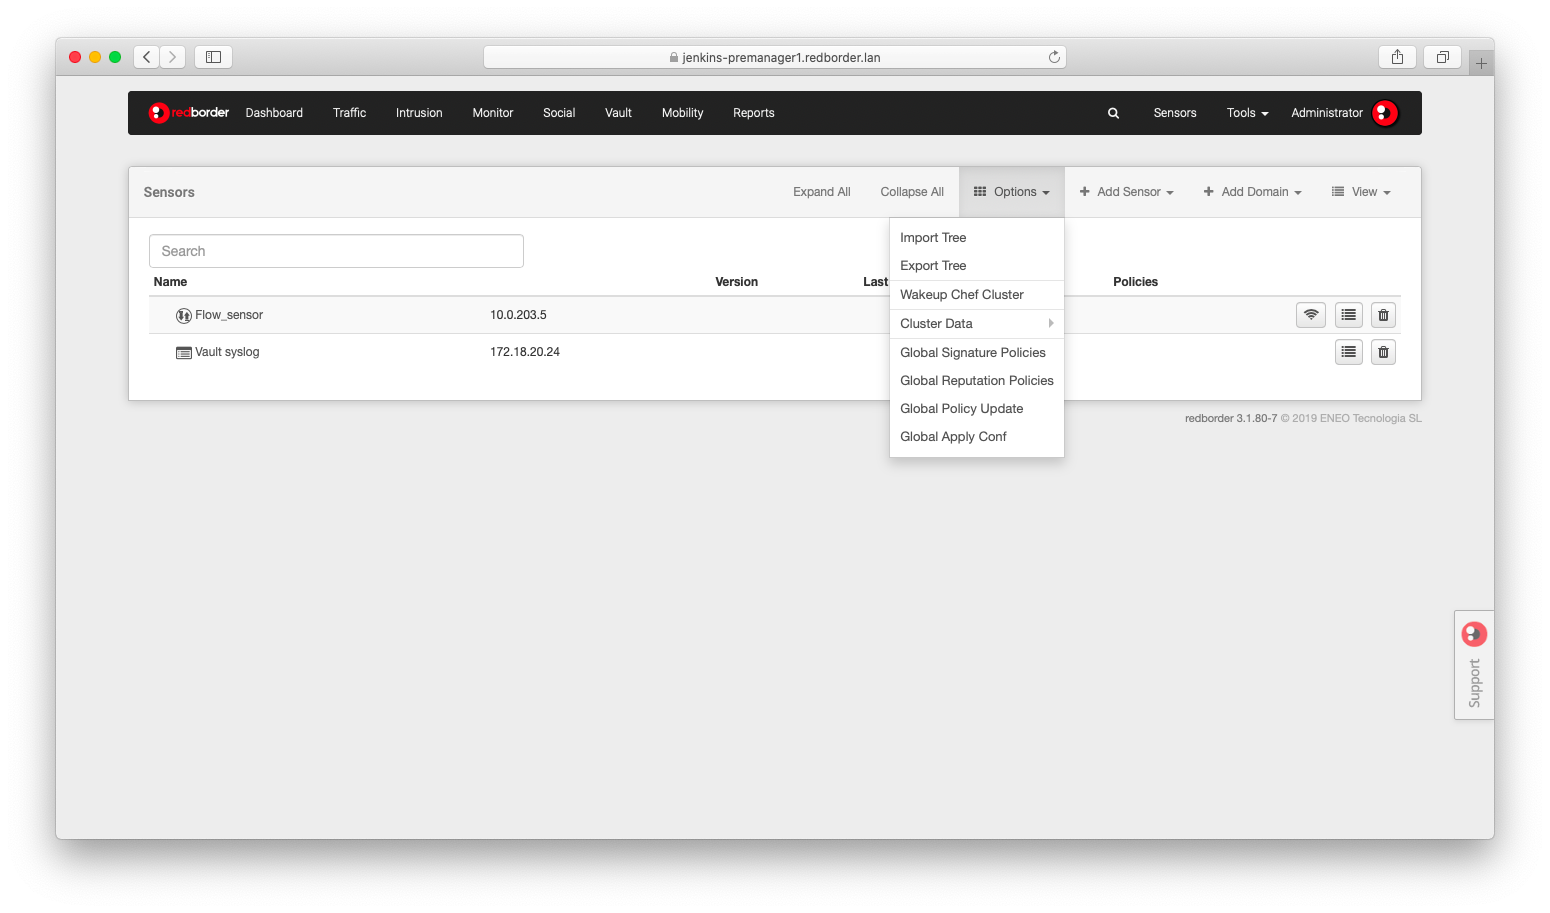 jenkins-premanager1.redborder.lan
redborder Dashboard Traffic Intrusion Monitor Social Vault Mobility Reports Sensors Tools Administrator
Sensors Expand All Collapse All Options Add Sensor Add Domain View
Search
Import Tree
Export Tree
Wakeup Chef Cluster
Cluster Data
Global Signature Policies
Global Reputation Policies
Global Policy Update
Global Apply Conf
Name Version Last Policies
Flow_sensor 10.0.203.5
Vault syslog 172.18.20.24
redborder 3.1.80-7 © 2019 ENEO Tecnologia SL
Support